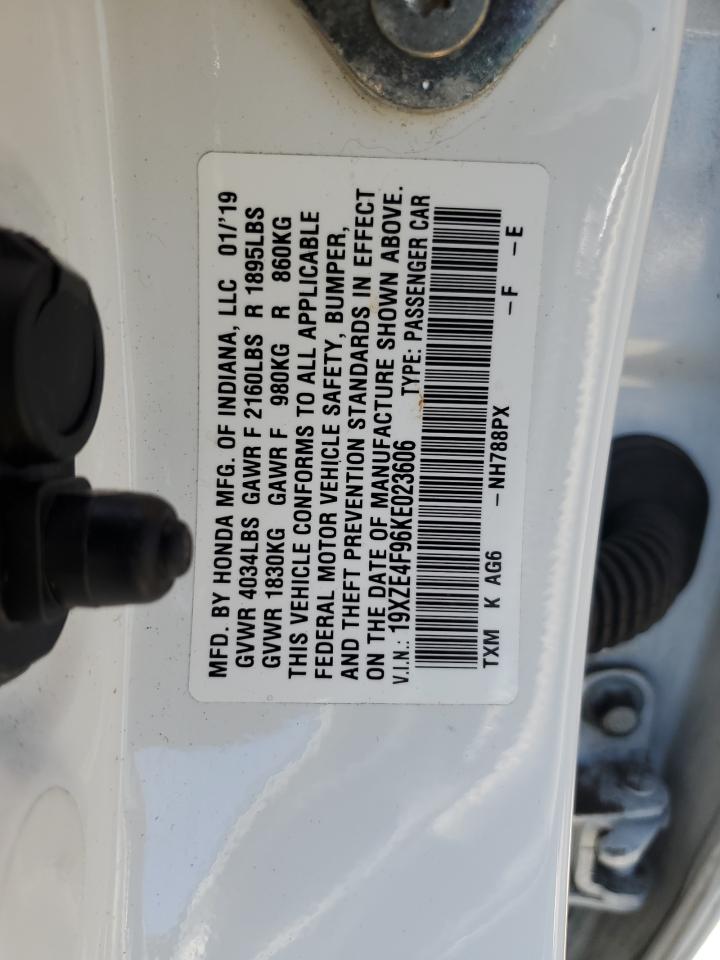 MFD. BY HONDA MFG. OF INDIANA, LLC 01/'19
GVWR 4034LBS GAWR F 2160LBS R 1895LBS
GVWR 1830KG GAWR F 980KG R 860KG
THIS VEHICLE CONFORMS TO ALL APPLICABLE
FEDERAL MOTOR VEHICLE SAFETY, BUMPER,
AND THEFT PREVENTION STANDARDS IN EFFECT
ON THE DATE OF MANUFACTURE SHOWN ABOVE.
V.I.N.: 19XZE4F96KE023606 TYPE: PASSENGER CAR
TXM K AG6 -NH788PX -F -E